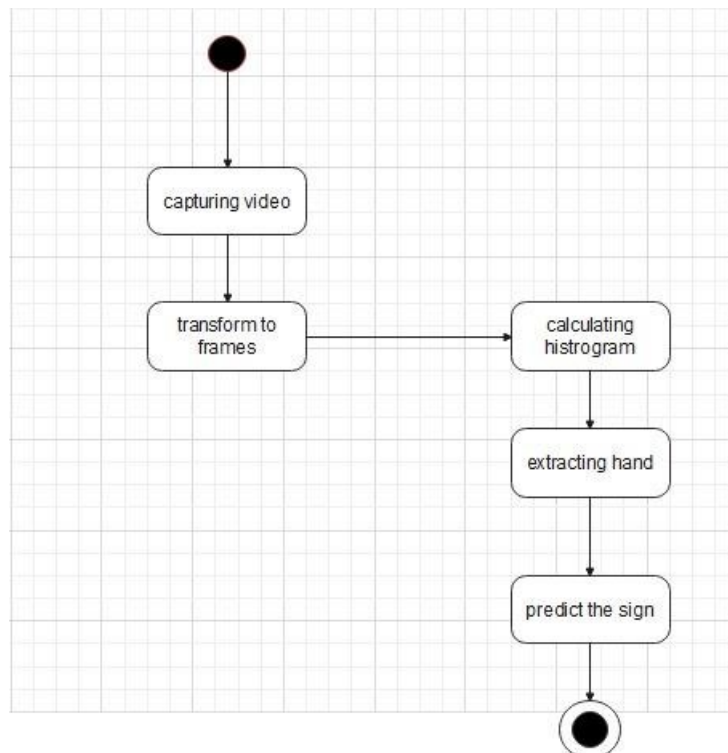 capturing video
transform to
frames
calculating
histrogram
extracting hand
predict the sign